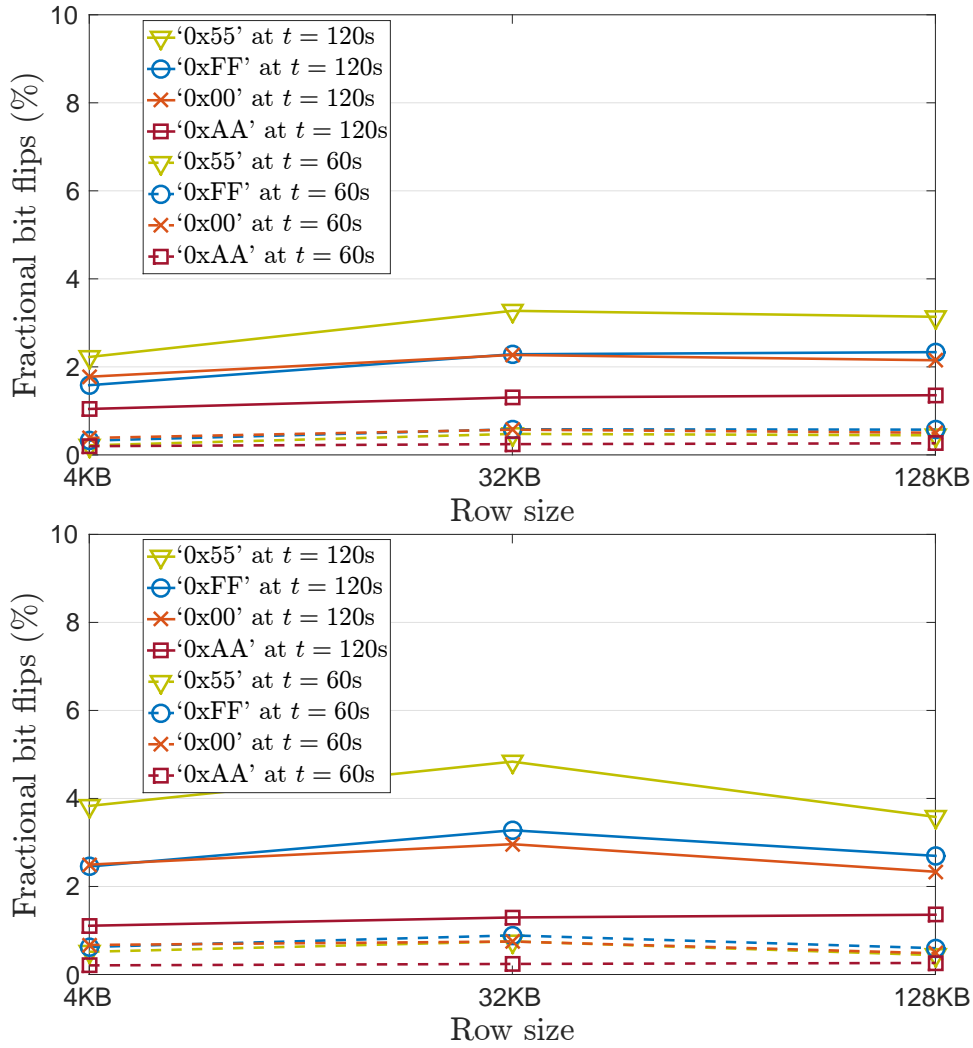 10
8
6
4
2
0
Fractional bit flips (%)
‘0x55’ at t = 120s
‘0xFF’ at t = 120s
‘0x00’ at t = 120s
‘0xAA’ at t = 120s
‘0x55’ at t = 60s
‘0xFF’ at t = 60s
‘0x00’ at t = 60s
‘0xAA’ at t = 60s
4KB 32KB 128KB
Row size
10
8
6
4
2
0
Fractional bit flips (%)
‘0x55’ at t = 120s
‘0xFF’ at t = 120s
‘0x00’ at t = 120s
‘0xAA’ at t = 120s
‘0x55’ at t = 60s
‘0xFF’ at t = 60s
‘0x00’ at t = 60s
‘0xAA’ at t = 60s
4KB 32KB 128KB
Row size